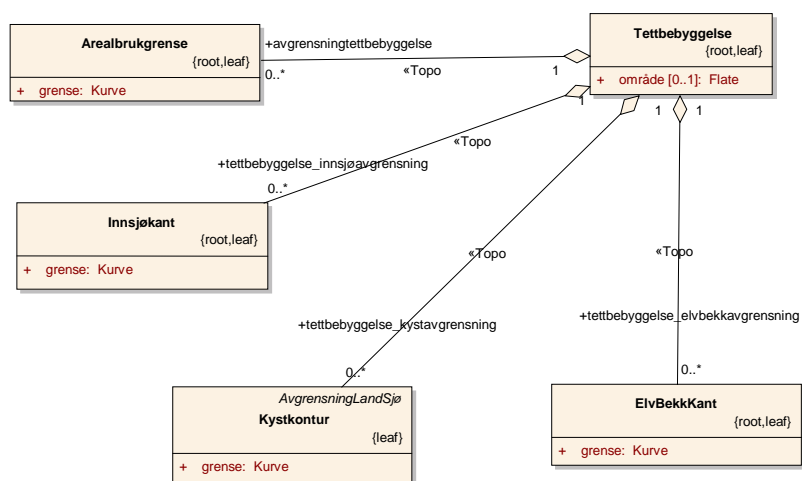 Arealbrukgrense
{root,leaf}
+ grense: Kurve
+avgrensningtettbebyggelse
0..*
«Topo
1
Tettbebyggelse
{root,leaf}
+ område [0..1]: Flate
1
«Topo
+tettbebyggelse_innsjøavgrensning
0..*
1
1
Innsjøkant
{root,leaf}
+ grense: Kurve
«Topo
«Topo
+tettbebyggelse_kystavgrensning
0..*
+tettbebyggelse_elvbekkavgrensning
0..*
AvgrensningLandSjø
Kystkontur
{leaf}
+ grense: Kurve
ElvBekkKant
{root,leaf}
+ grense: Kurve